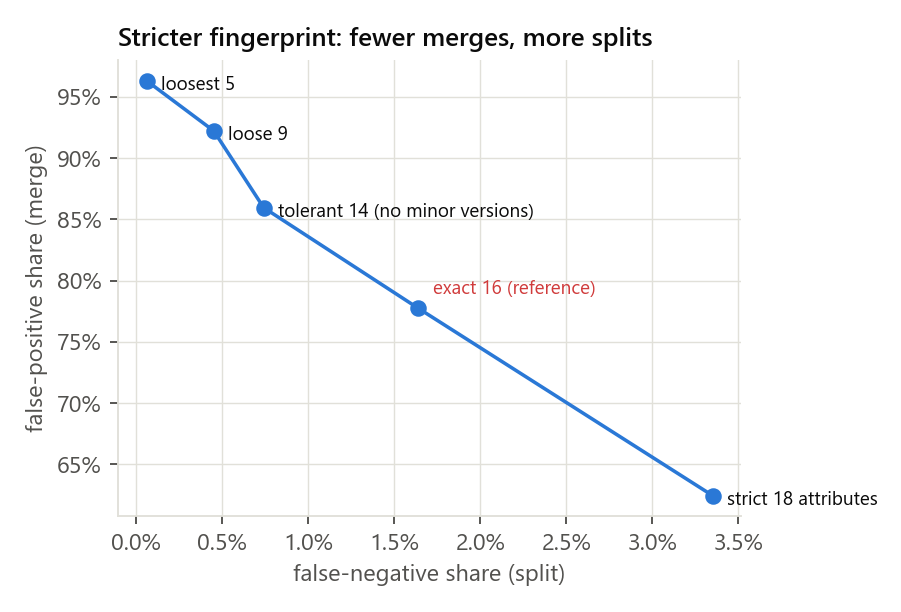 Stricter fingerprint: fewer merges, more splits
false-positive share (merge)
95%
90%
85%
80%
75%
70%
65%
loosest 5
loose 9
tolerant 14 (no minor versions)
exact 16 (reference)
strict 18 attributes
0.0% 0.5% 1.0% 1.5% 2.0% 2.5% 3.0% 3.5%
false-negative share (split)